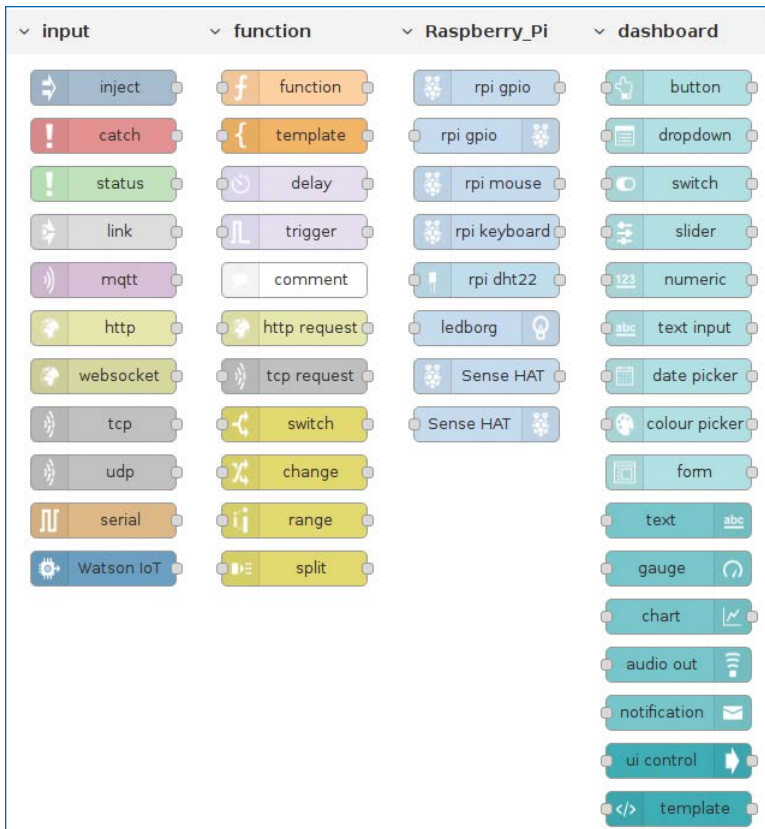 input
inject
catch
status
link
mqtt
http
websocket
tcp
udp
serial
Watson IoT
function
function
template
delay
trigger
comment
http request
tcp request
switch
change
range
split
Raspberry_Pi
rpi gpio
rpi gpio
rpi mouse
rpi keyboard
rpi dht22
ledborg
Sense HAT
Sense HAT
dashboard
button
dropdown
switch
slider
123 numeric
abc text input
date picker
colour picker
form
text abc
gauge
chart
audio out
notification
ui control
</> template